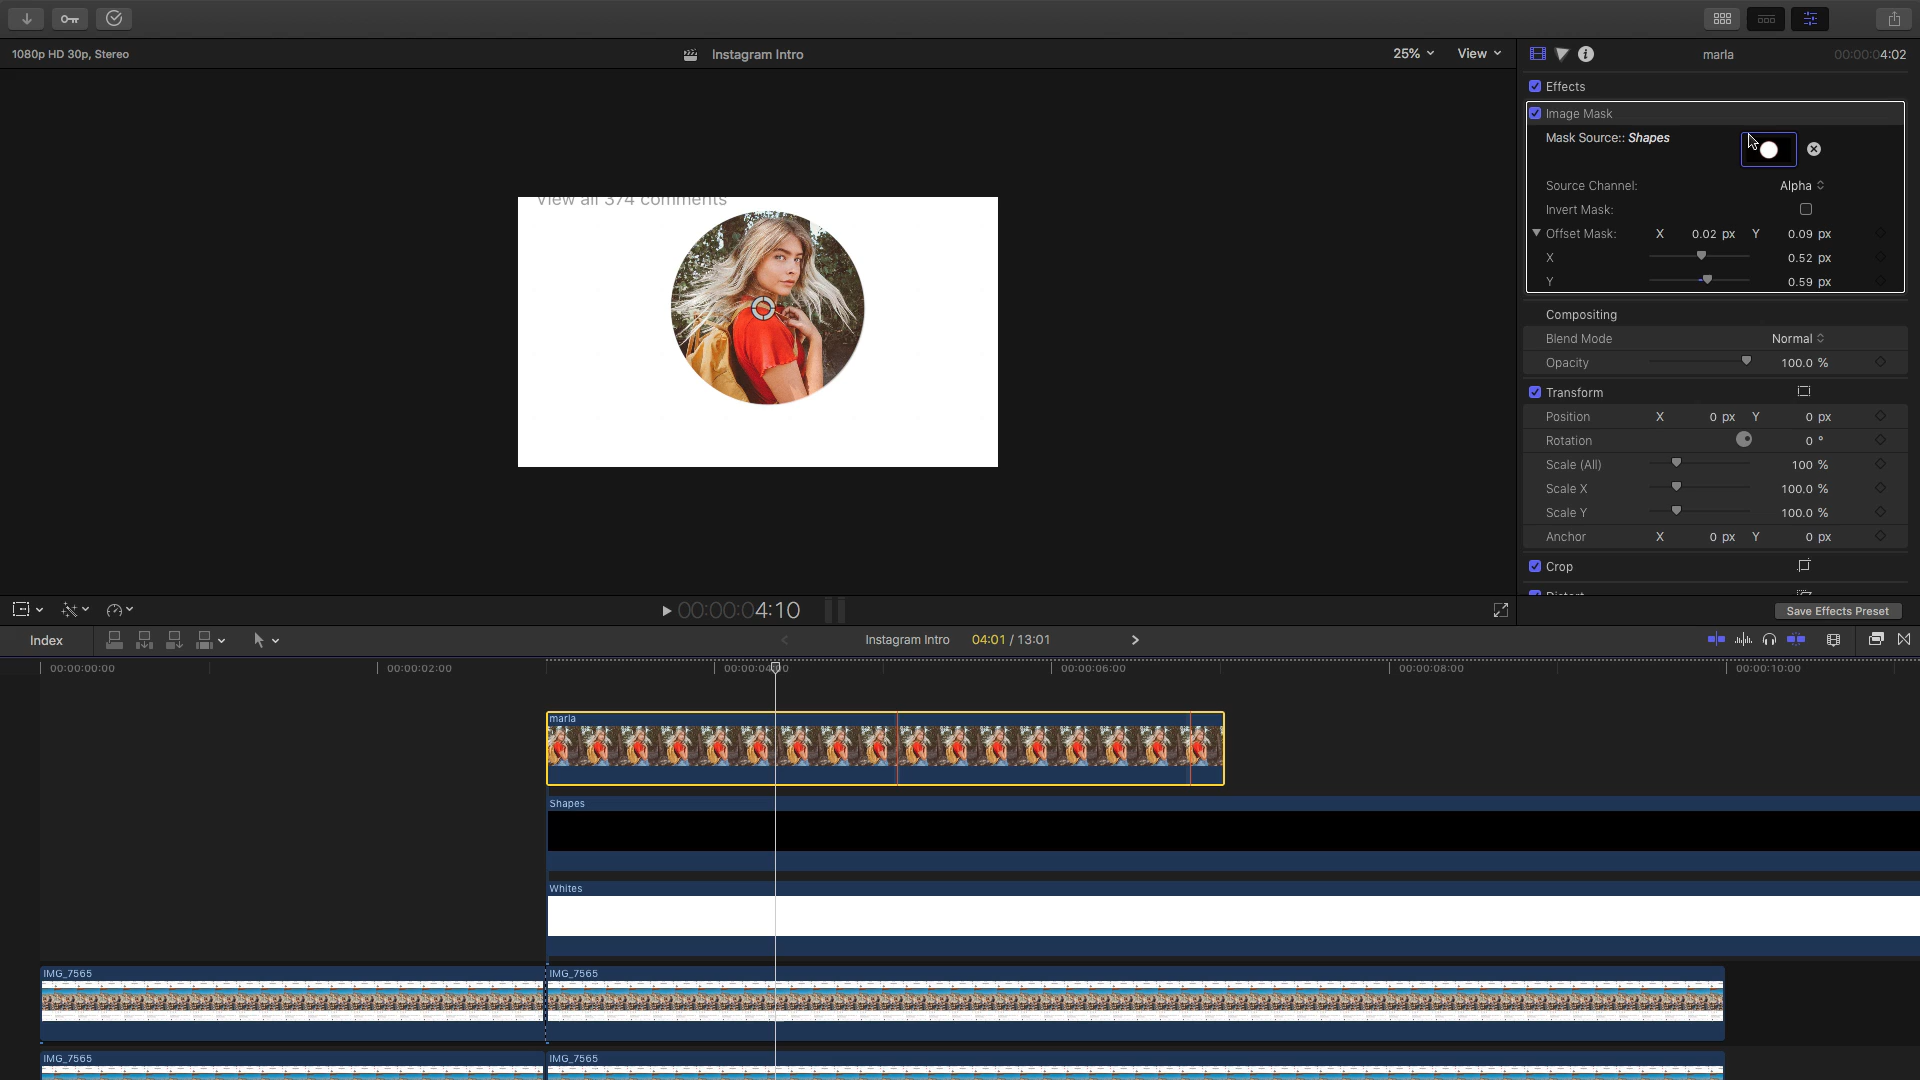 1080p HD 30p, Stereo
Instagram Intro
25%
View
marla
00:00:04:02
Effects
Image Mask
Mask Source:: Shapes
Source Channel:
Alpha
Invert Mask:
Offset Mask:
X
0.02 px
Y
0.09 px
X
0.52 px
Y
0.59 px
Compositing
Blend Mode
Normal
Opacity
100.0 %
Transform
Position
X
0 px
Y
0 px
Rotation
0 °
Scale (All)
100 %
Scale X
100.0 %
Scale Y
100.0 %
Anchor
X
0 px
Y
0 px
Crop
Distort
View all 374 comments
00:00:04:10
Save Effects Preset
Index
Instagram Intro
04:01 / 13:01
00:00:00:00
00:00:02:00
00:00:04:00
00:00:06:00
00:00:08:00
00:00:10:00
marla
Shapes
Whites
IMG_7565
IMG_7565
IMG_7565
IMG_7565